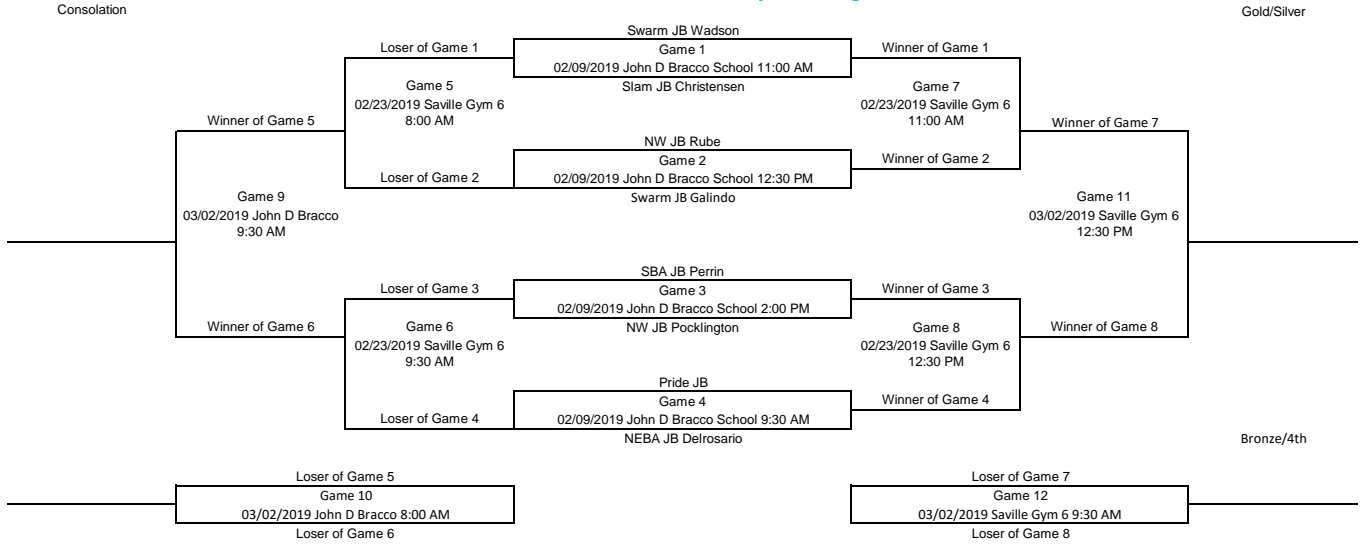 Consolation
Gold/Silver
Swarm JB Wadson
Loser of Game 1
Game 1
Winner of Game 1
02/09/2019 John D Bracco School 11:00 AM
Game 5
Slam JB Christensen
Game 7
02/23/2019 Saville Gym 6
02/23/2019 Saville Gym 6
Winner of Game 5
8:00 AM
11:00 AM
Winner of Game 7
NW JB Rube
Game 2
Winner of Game 2
Loser of Game 2
02/09/2019 John D Bracco School 12:30 PM
Game 9
Swarm JB Galindo
Game 11
03/02/2019 John D Bracco
03/02/2019 Saville Gym 6
9:30 AM
12:30 PM
SBA JB Perrin
Loser of Game 3
Game 3
Winner of Game 3
02/09/2019 John D Bracco School 2:00 PM
Winner of Game 6
Game 6
NW JB Pocklington
Game 8
Winner of Game 8
02/23/2019 Saville Gym 6
02/23/2019 Saville Gym 6
9:30 AM
12:30 PM
Pride JB
Game 4
Winner of Game 4
Loser of Game 4
02/09/2019 John D Bracco School 9:30 AM
NEBA JB Delrosario
Bronze/4th
Loser of Game 5
Loser of Game 7
Game 10
Game 12
03/02/2019 John D Bracco 8:00 AM
03/02/2019 Saville Gym 6 9:30 AM
Loser of Game 6
Loser of Game 8